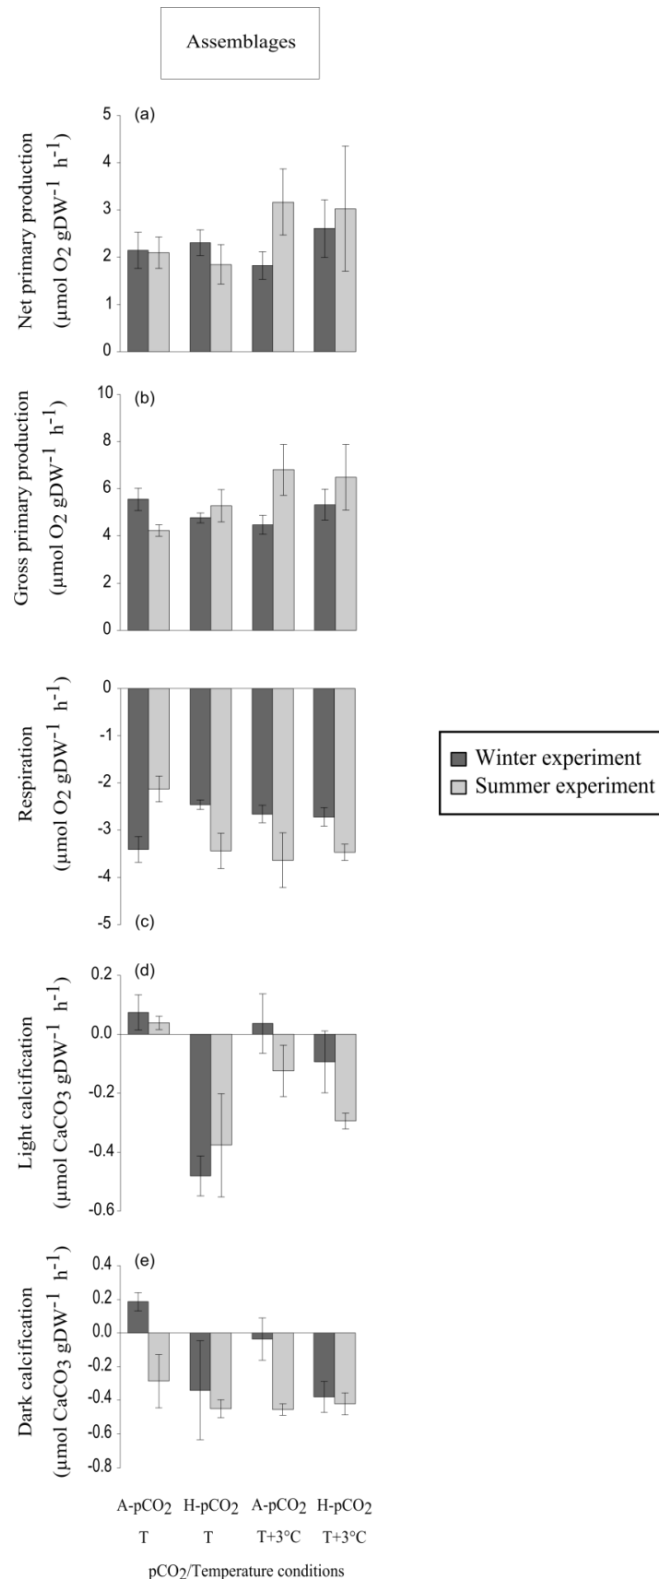 Assemblages
Net primary production
(µmol O2 gDW-1 h-1)
(a)
5
4
3
2
1
0
Gross primary production
(µmol O2 gDW-1 h-1)
(b)
10
8
6
4
2
0
Respiration
(µmol O2 gDW-1 h-1)
0
-1
-2
-3
-4
-5
(c)
Winter experiment
Summer experiment
Light calcification
(µmol CaCO3 gDW-1 h-1)
(d)
0.2
0.0
-0.2
-0.4
-0.6
Dark calcification
(µmol CaCO3 gDW-1 h-1)
(e)
0.4
0.2
0.0
-0.2
-0.4
-0.6
-0.8
A-pCO2 H-pCO2 A-pCO2 H-pCO2
T T T+3°C T+3°C
pCO2/Temperature conditions